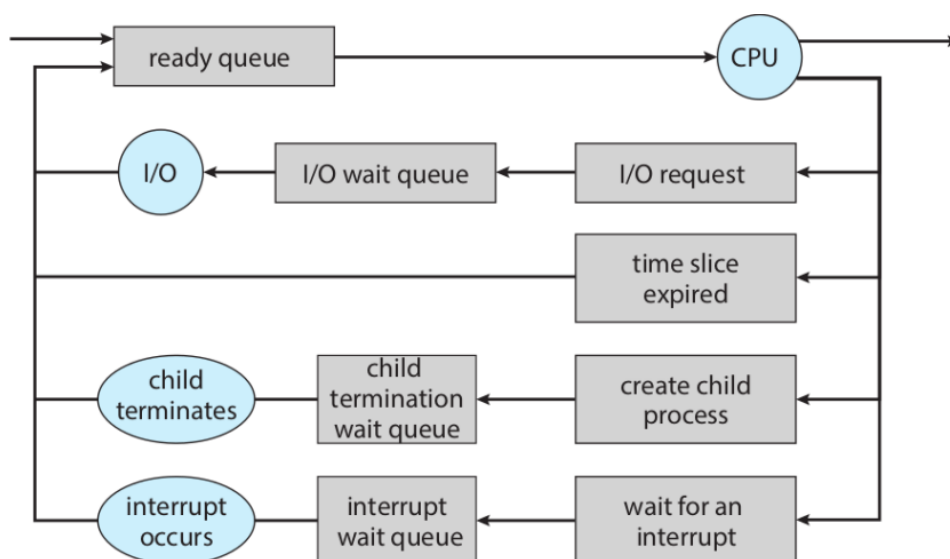 ready queue
CPU
I/O
I/O wait queue
I/O request
time slice
expired
child
terminates
child
termination
wait queue
create child
process
interrupt
occurs
interrupt
wait queue
wait for an
interrupt